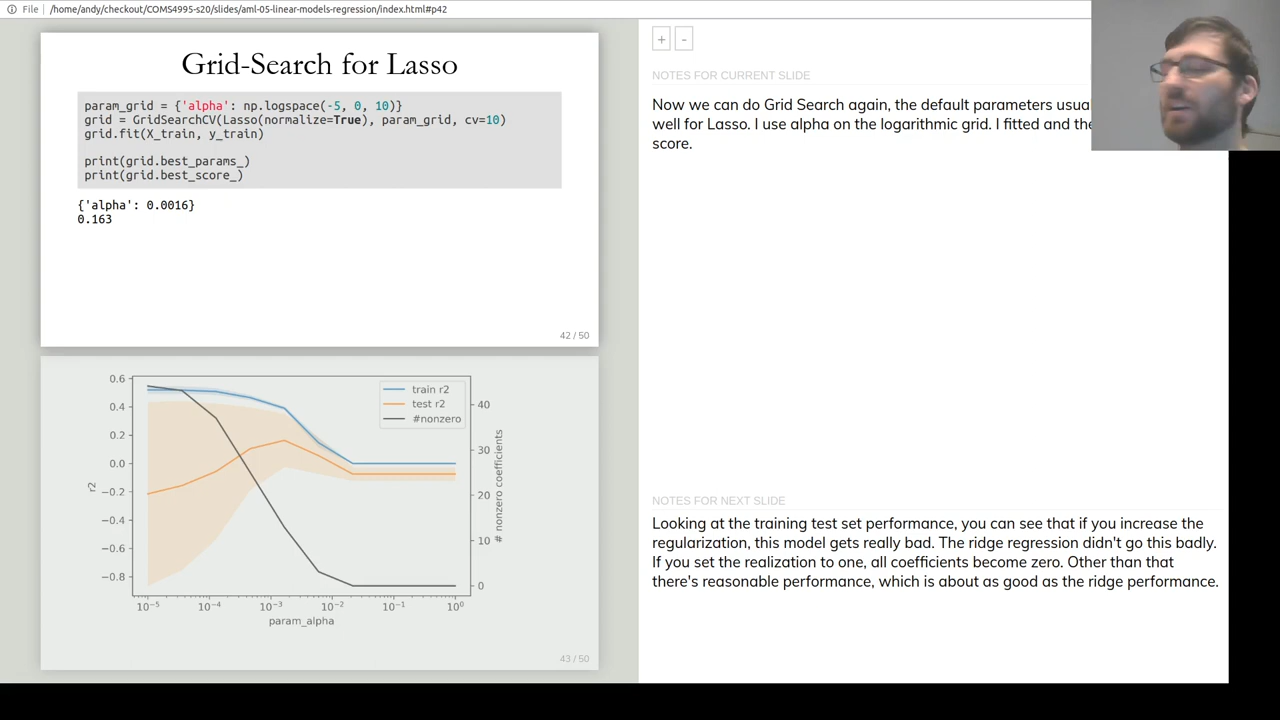 File
/home/andy/checkout/COMS4995-s20/slides/aml-05-linear-models-regression/index.html#p42
Grid-Search for Lasso
param_grid = {'alpha': np.logspace(-5, 0, 10)}
grid = GridSearchCV(Lasso(normalize=True), param_grid, cv=10)
grid.fit(X_train, y_train)
print(grid.best_params_)
print(grid.best_score_)
{'alpha': 0.0016}
0.163
42 / 50
0.6
0.4
0.2
0.0
−0.2
−0.4
−0.6
−0.8
r2
train r2
test r2
#nonzero
40
30
20
10
0
# nonzero coefficients
10⁻⁵
10⁻⁴
10⁻³
10⁻²
10⁻¹
10⁰
param_alpha
43 / 50
+
-
NOTES FOR CURRENT SLIDE
Now we can do Grid Search again, the default parameters usua
well for Lasso. I use alpha on the logarithmic grid. I fitted and the
score.
NOTES FOR NEXT SLIDE
Looking at the training test set performance, you can see that if you increase the
regularization, this model gets really bad. The ridge regression didn't go this badly.
If you set the realization to one, all coefficients become zero. Other than that
there's reasonable performance, which is about as good as the ridge performance.